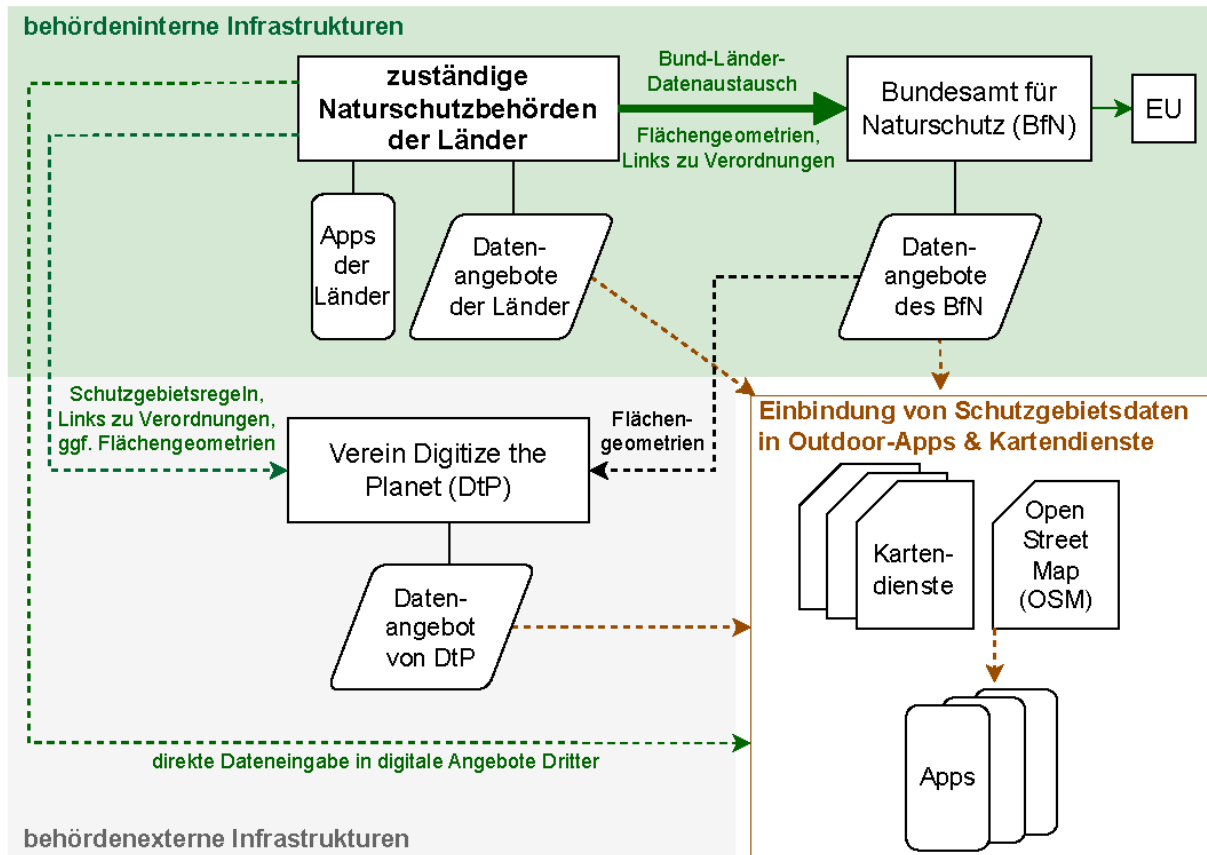 behördeninterne Infrastrukturen
zuständige
Naturschutzbehörden
der Länder
Bund-Länder-
Datenaustausch
Flächengeometrien,
Links zu Verordnungen
Bundesamt für
Naturschutz (BfN)
EU
Apps
der
Länder
Daten-
angebote
der Länder
Daten-
angebote
des BfN
Schutzgebietsregeln,
Links zu Verordnungen,
ggf. Flächengeometrien
Verein Digitize the
Planet (DtP)
Flächen-
geometrien
Einbindung von Schutzgebietsdaten
in Outdoor-Apps & Kartendienste
Karten-
dienste
Open
Street
Map
(OSM)
Daten-
angebot
von DtP
Apps
direkte Dateneingabe in digitale Angebote Dritter
behördenexterne Infrastrukturen